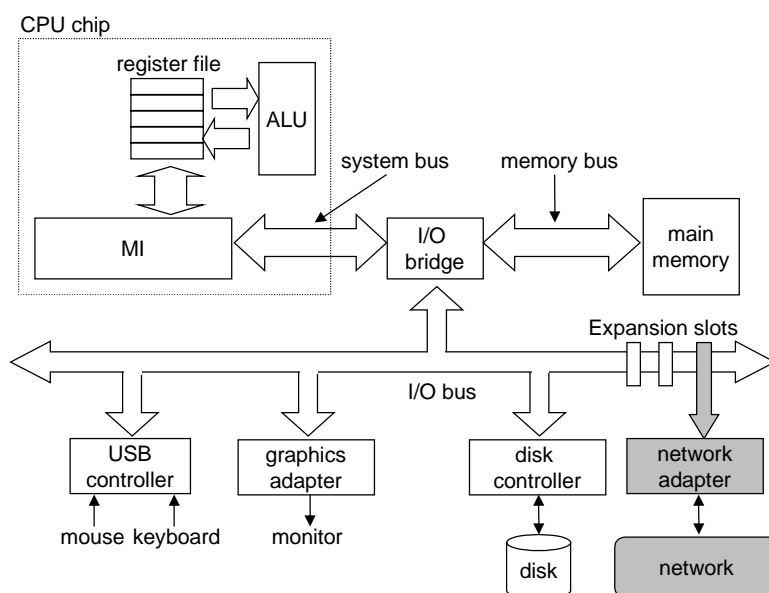 CPU chip
register file
ALU
system bus
memory bus
MI
I/O
bridge
main
memory
Expansion slots
I/O bus
USB
controller
graphics
adapter
disk
controller
network
adapter
mouse keyboard
monitor
disk
network